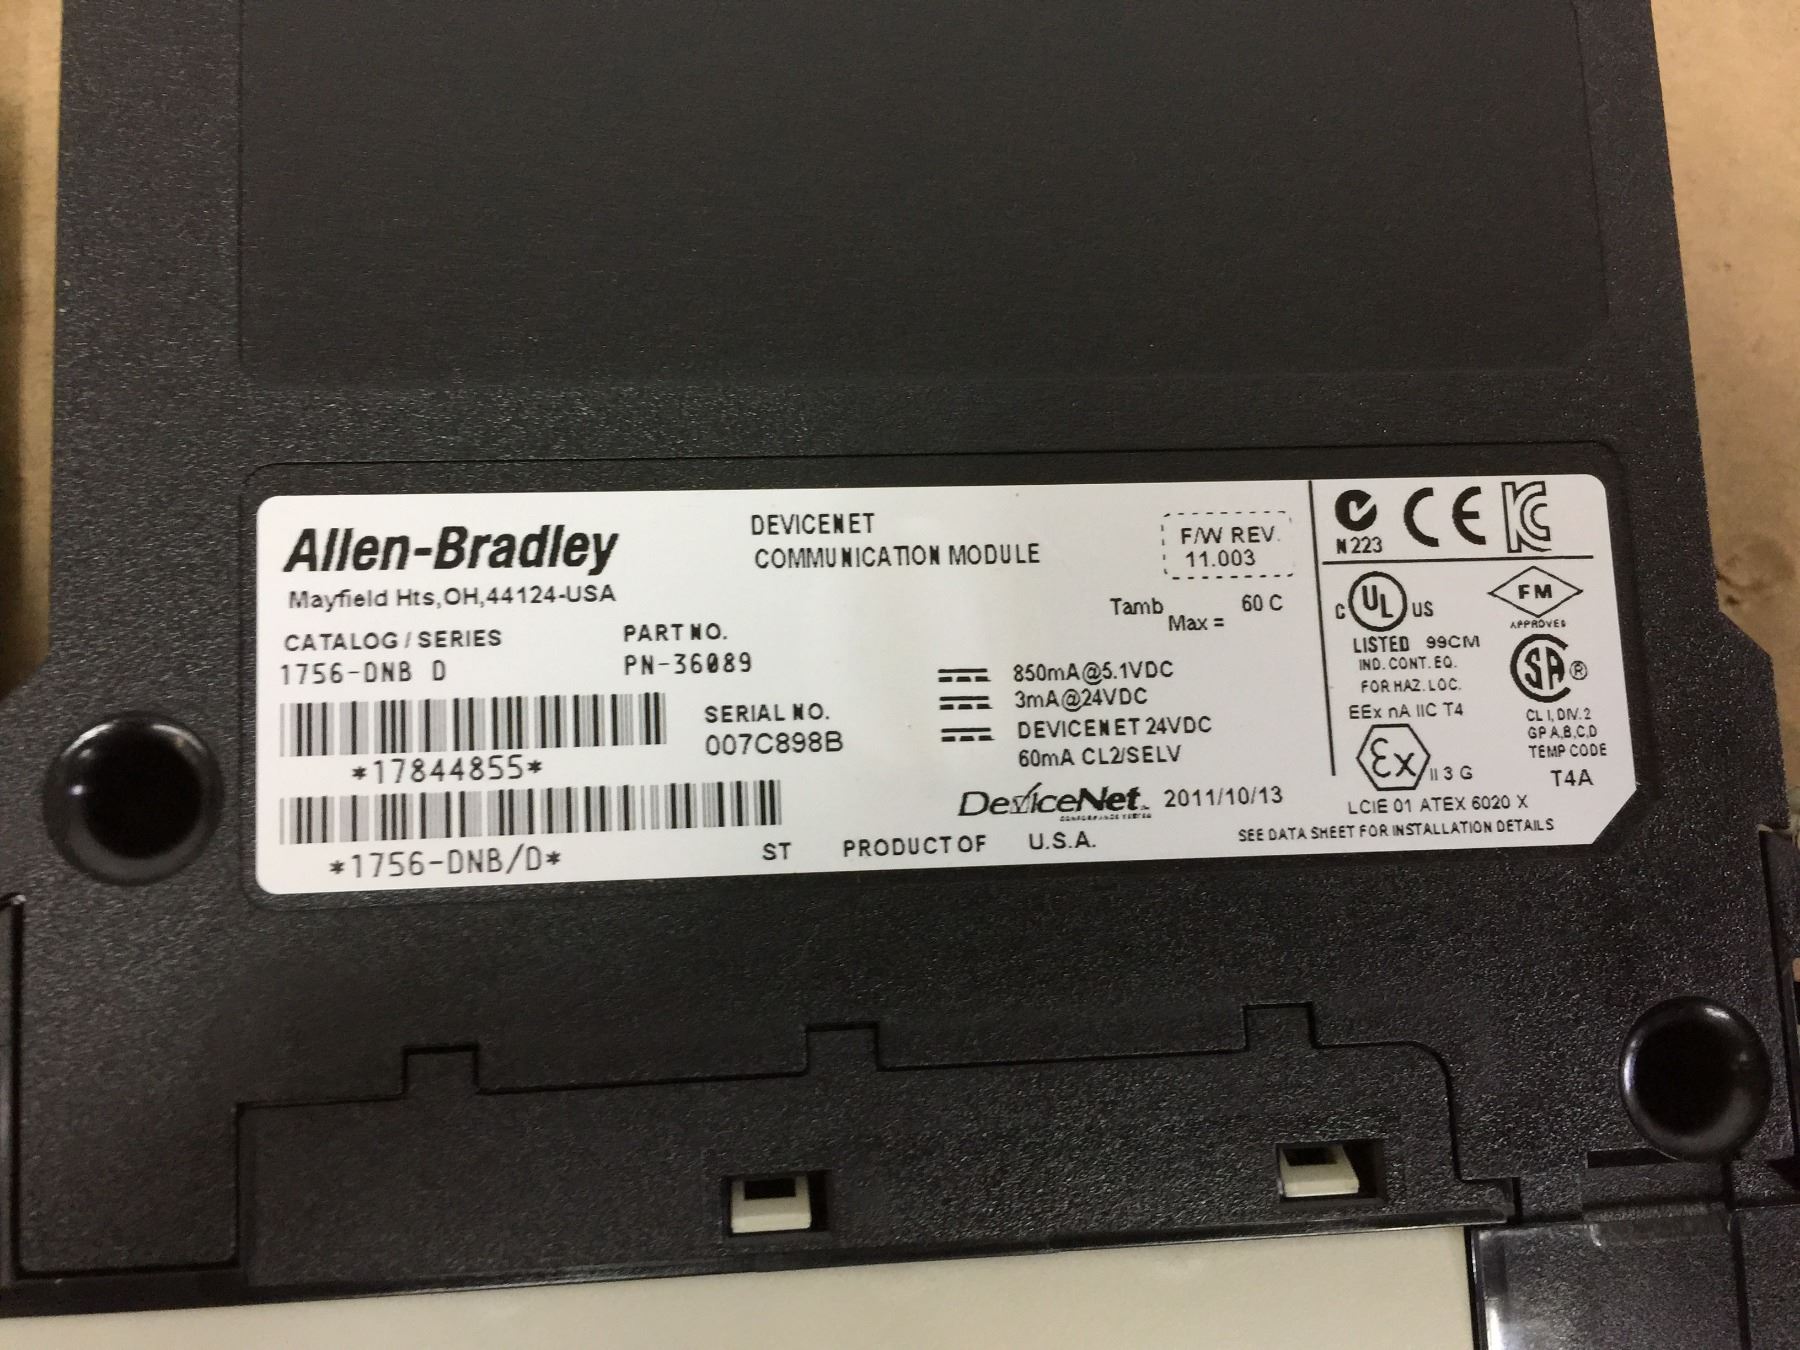 Allen-Bradley
Mayfield Hts,OH,44124-USA
CATALOG / SERIES
1756-DNB D
PART NO.
PN-36089
*17844855*
SERIAL NO.
007C898B
*1756-DNB/D*
DEVICENET
COMMUNICATION MODULE
F/W REV.
11.003
Tamb Max = 60 C
850mA@5.1VDC
3mA@24VDC
DEVICENET 24VDC
60mA CL2/SELV
DeviceNet 2011/10/13
ST PRODUCT OF U.S.A.
N223
CE
KC
C UL US
LISTED 99CM
IND. CONT. EQ.
FOR HAZ. LOC.
EEx nA IIC T4
Ex II 3 G
FM
APPROVED
SA ®
CL I, DIV. 2
GP A,B,C,D
TEMP CODE
T4A
LCIE 01 ATEX 6020 X
SEE DATA SHEET FOR INSTALLATION DETAILS